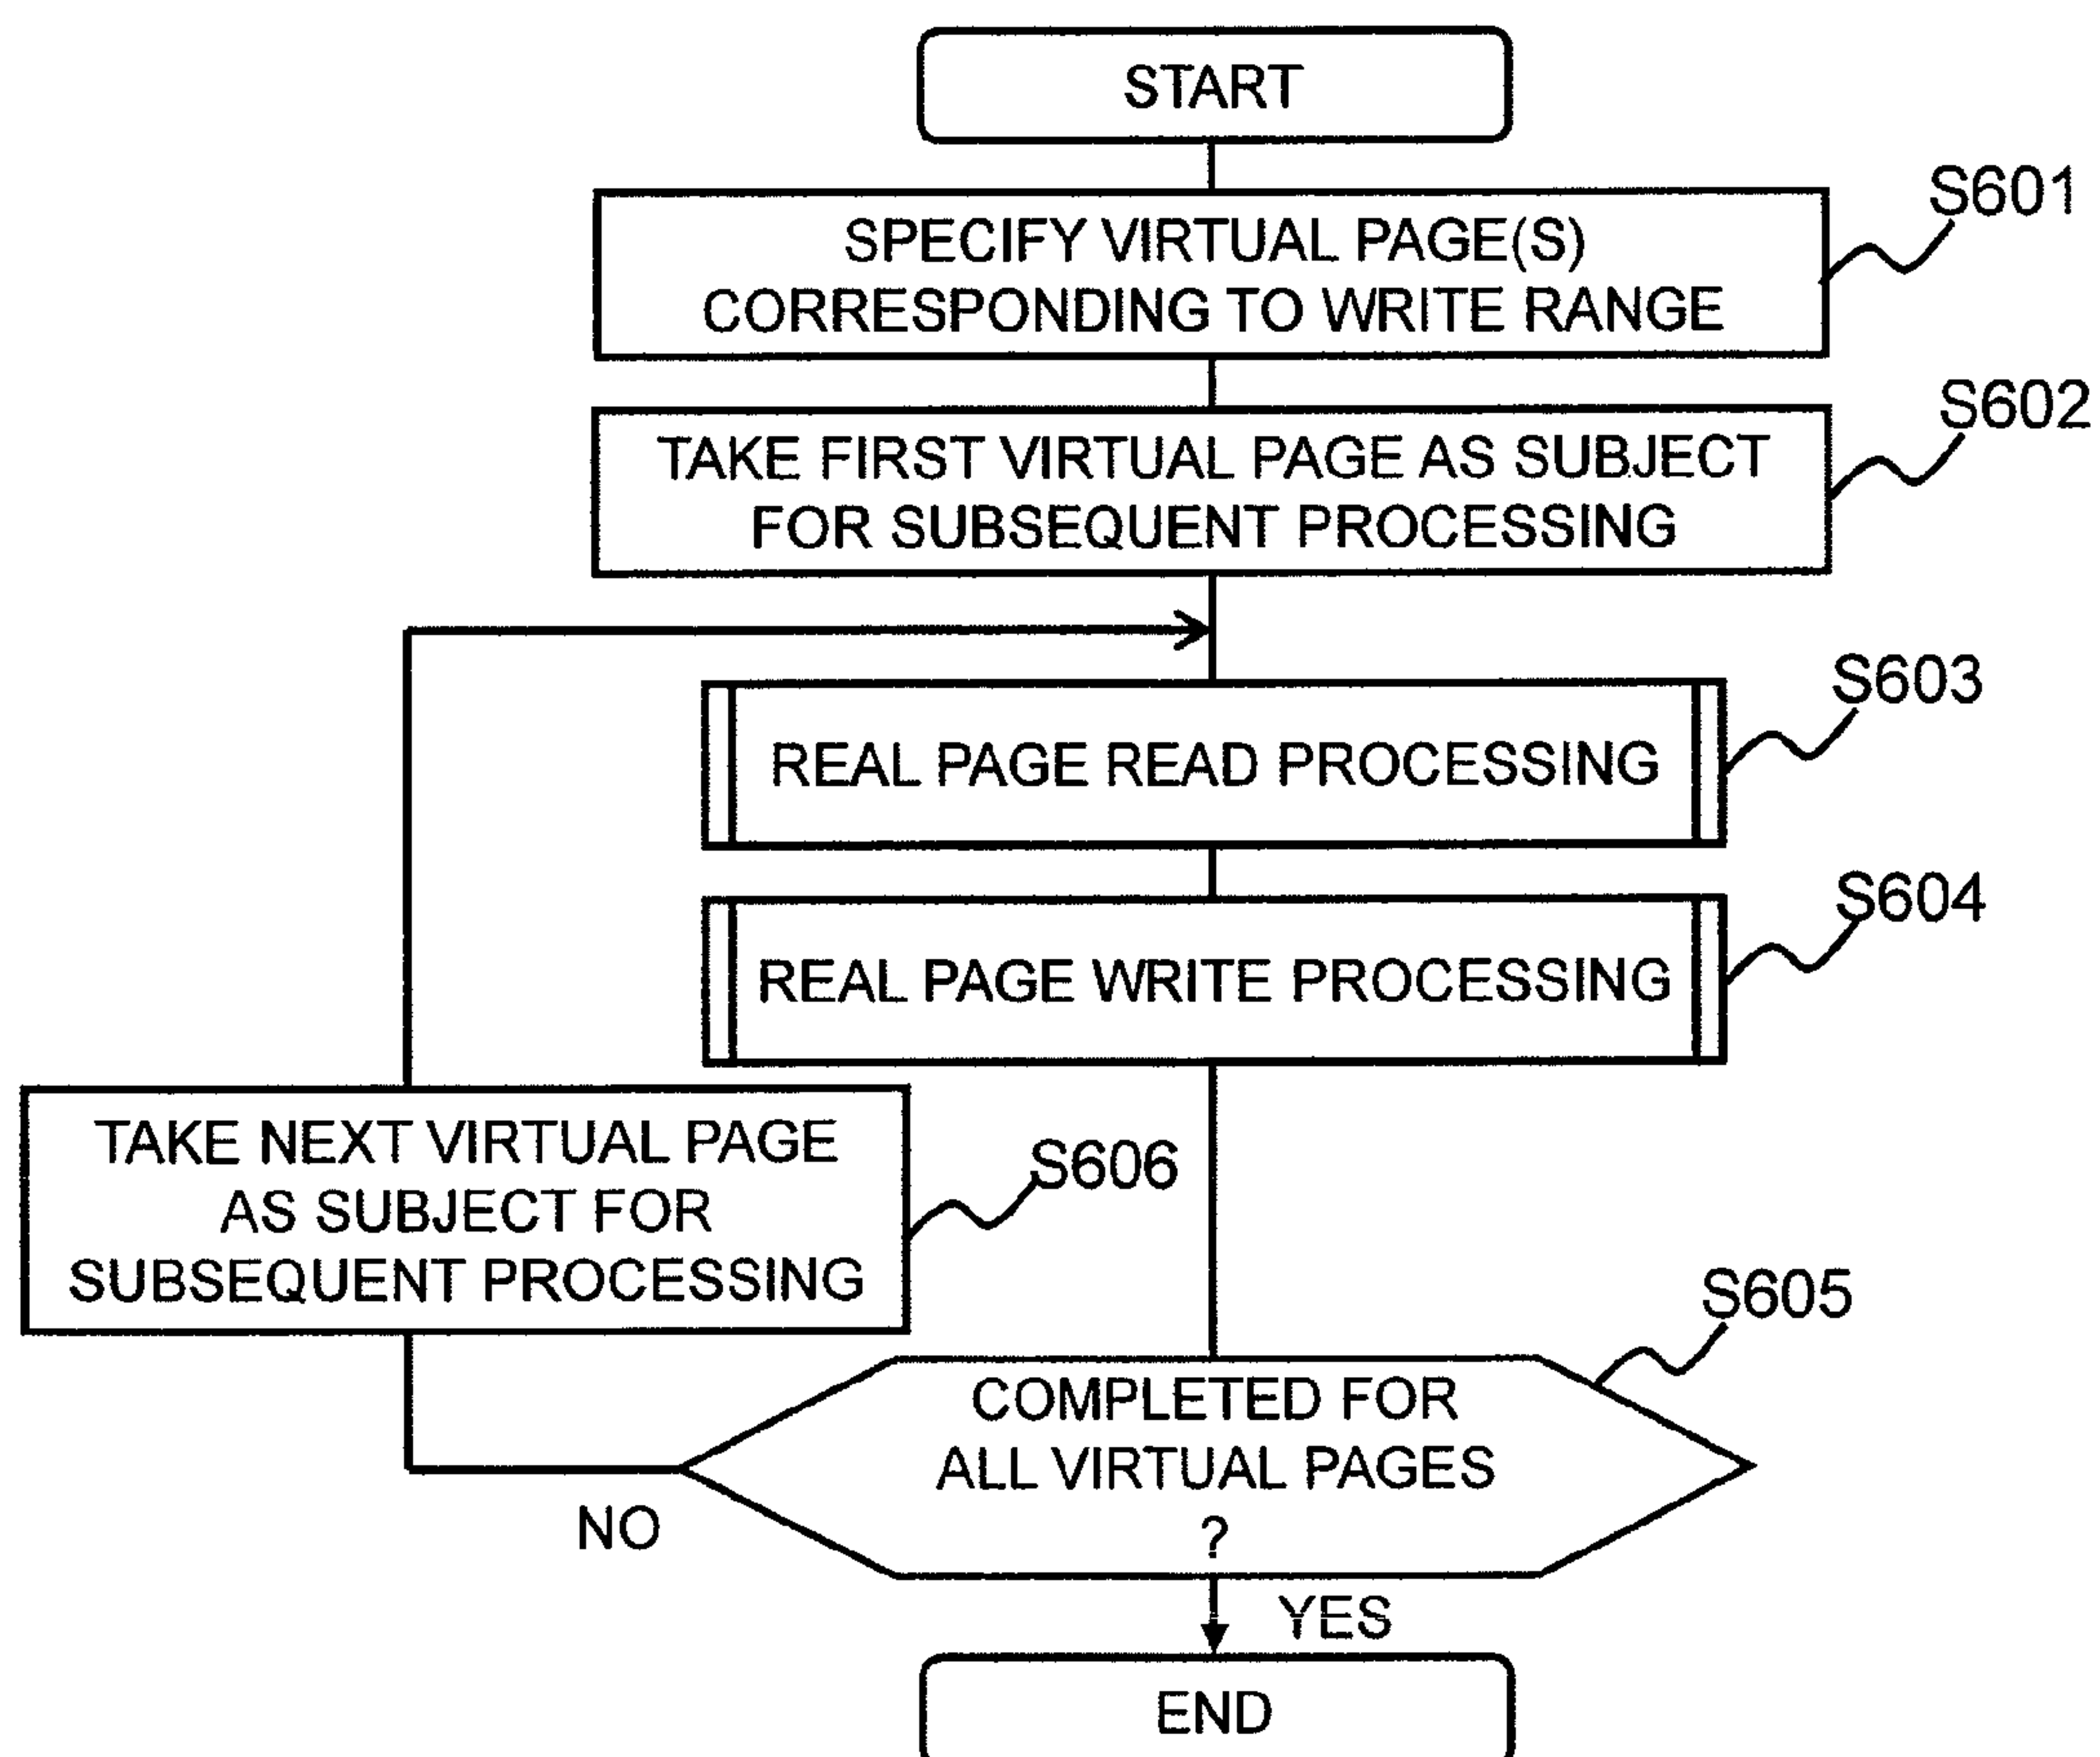 START
S601
SPECIFY VIRTUAL PAGE(S)
CORRESPONDING TO WRITE RANGE
S602
TAKE FIRST VIRTUAL PAGE AS SUBJECT
FOR SUBSEQUENT PROCESSING
S603
REAL PAGE READ PROCESSING
S604
REAL PAGE WRITE PROCESSING
TAKE NEXT VIRTUAL PAGE
AS SUBJECT FOR
SUBSEQUENT PROCESSING
S606
S605
COMPLETED FOR
ALL VIRTUAL PAGES
?
NO
YES
END